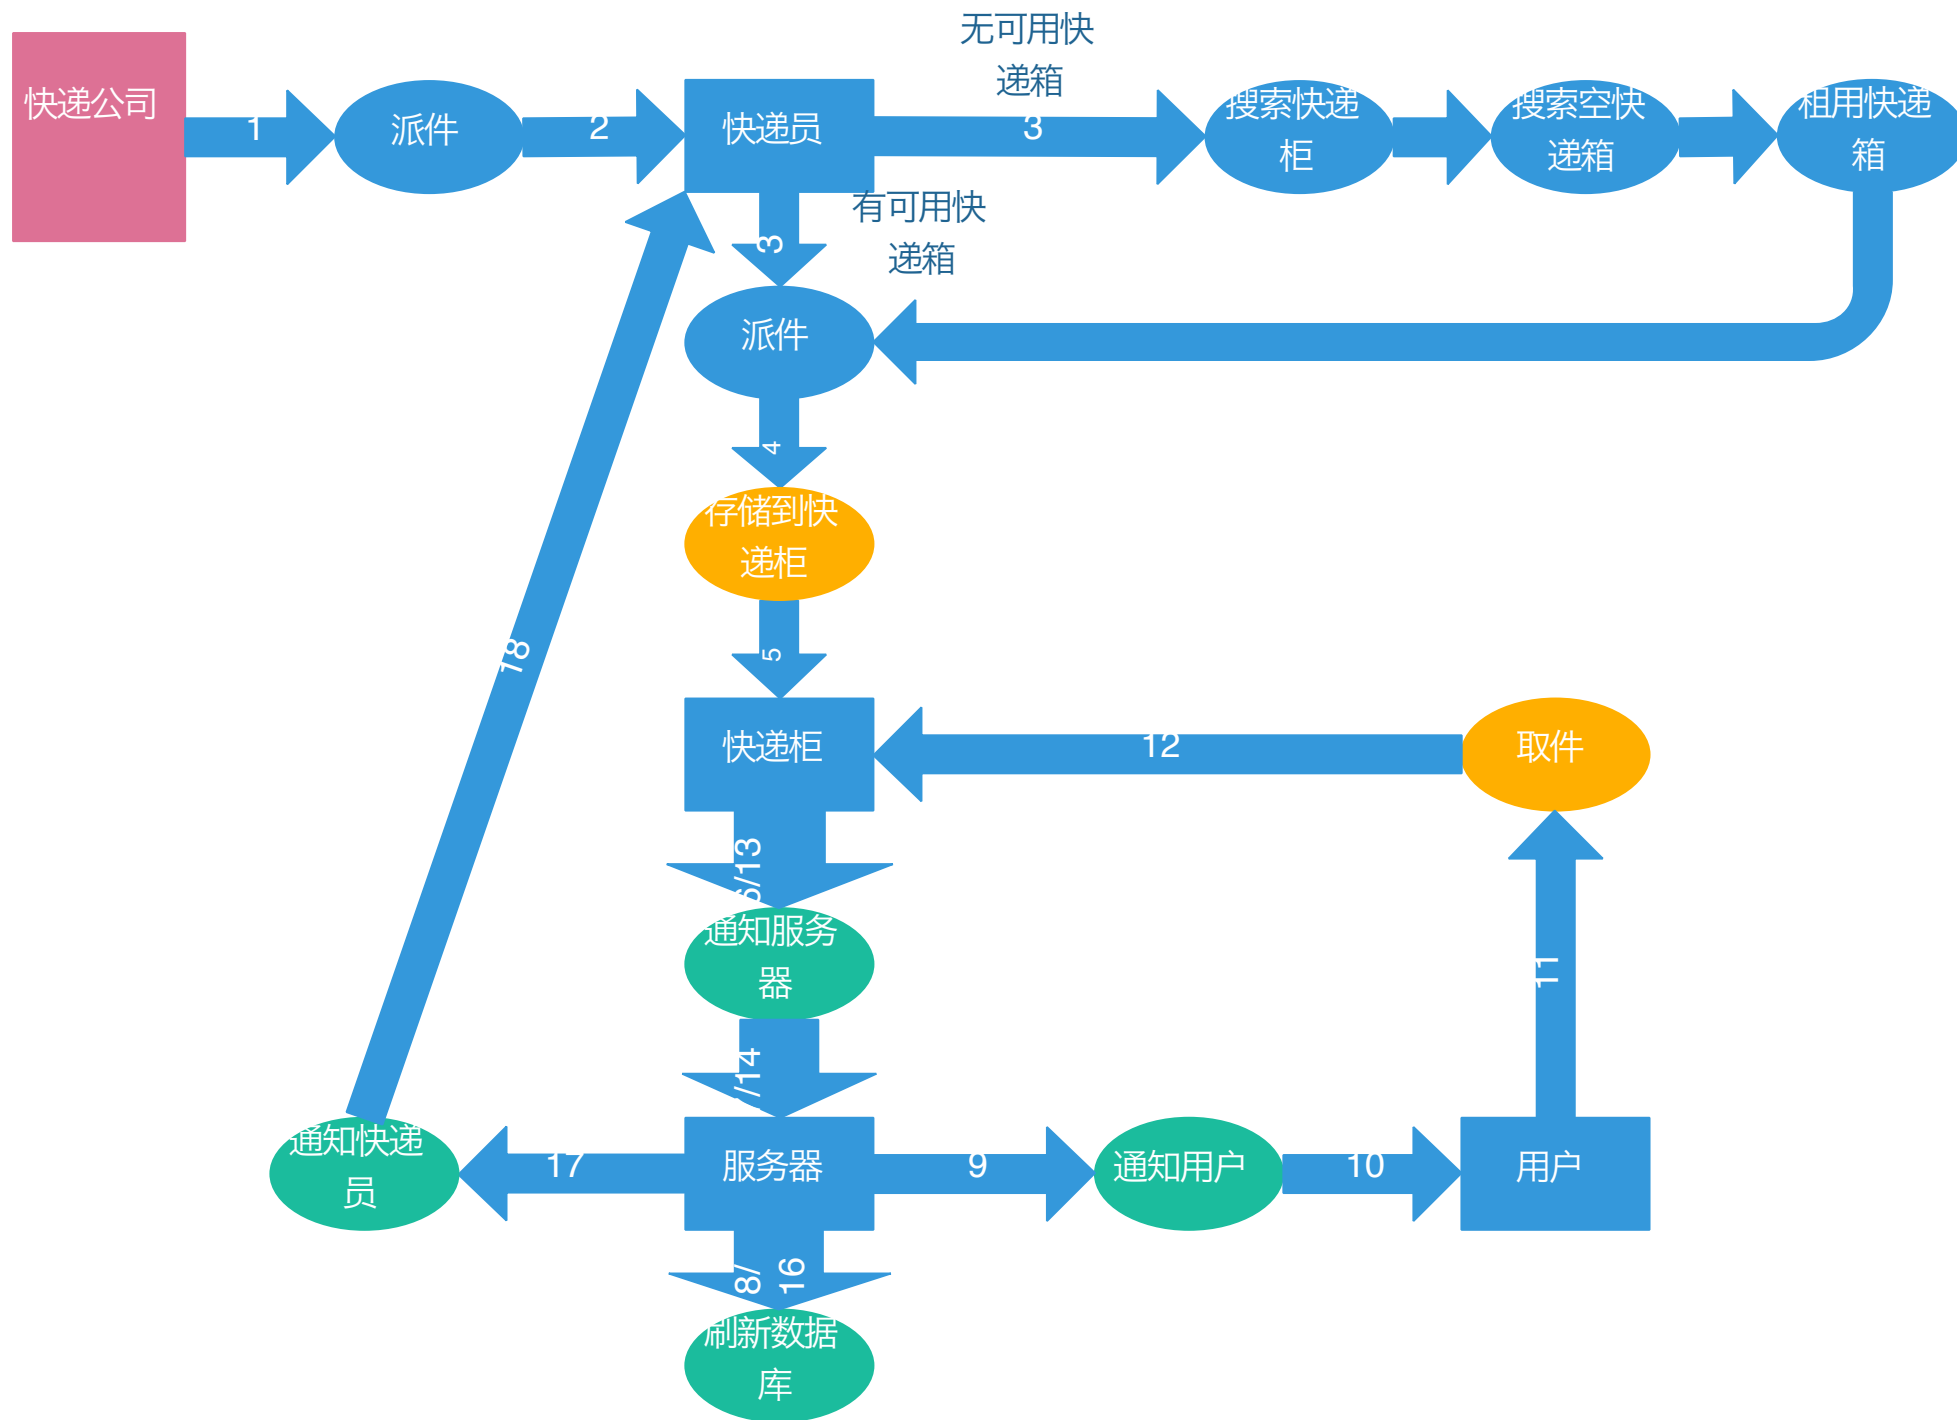 无可用快
递箱
快递公司
1
派件
2
快递员
3
搜索快递
柜
搜索空快
递箱
租用快递
箱
3
有可用快
递箱
派件
4
存储到快
递柜
5
18
快递柜
12
取件
6/13
通知服务
器
11
/14
通知快递
员
17
服务器
9
通知用户
10
用户
8/
16
刷新数据
库